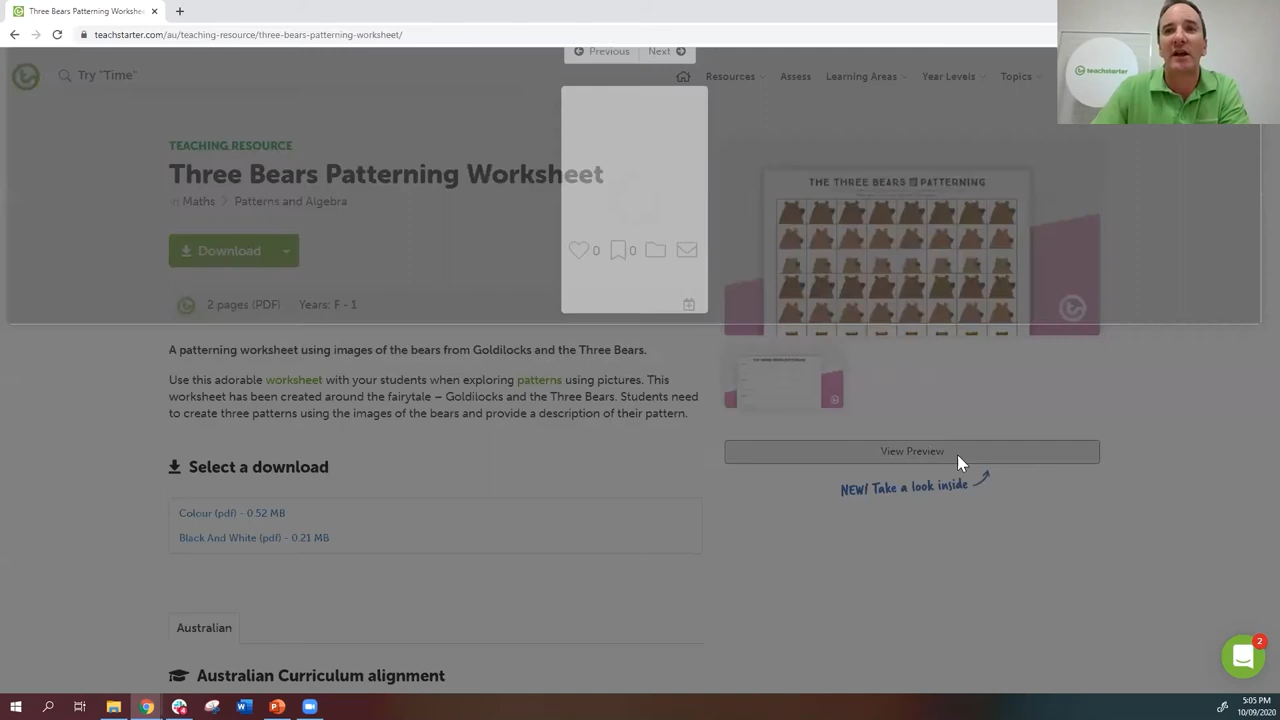 Three Bears Patterning Workshe
teachstarter.com/au/teaching-resource/three-bears-patterning-worksheet/
Previous
Next
Try "Time"
Resources
Assess
Learning Areas
Year Levels
Topics
teachstarter
TEACHING RESOURCE
Three Bears Patterning Worksheet
in Maths > Patterns and Algebra
Download
0
0
2 pages (PDF)
Years: F - 1
THE THREE BEARS PATTERNING
A patterning worksheet using images of the bears from Goldilocks and the Three Bears.
Use this adorable worksheet with your students when exploring patterns using pictures. This
worksheet has been created around the fairytale – Goldilocks and the Three Bears. Students need
to create three patterns using the images of the bears and provide a description of their pattern.
THE THREE BEARS PATTERNING
View Preview
NEW! Take a look inside
Select a download
Colour (pdf) - 0.52 MB
Black And White (pdf) - 0.21 MB
Australian
Australian Curriculum alignment
2
5:05 PM
10/09/2020